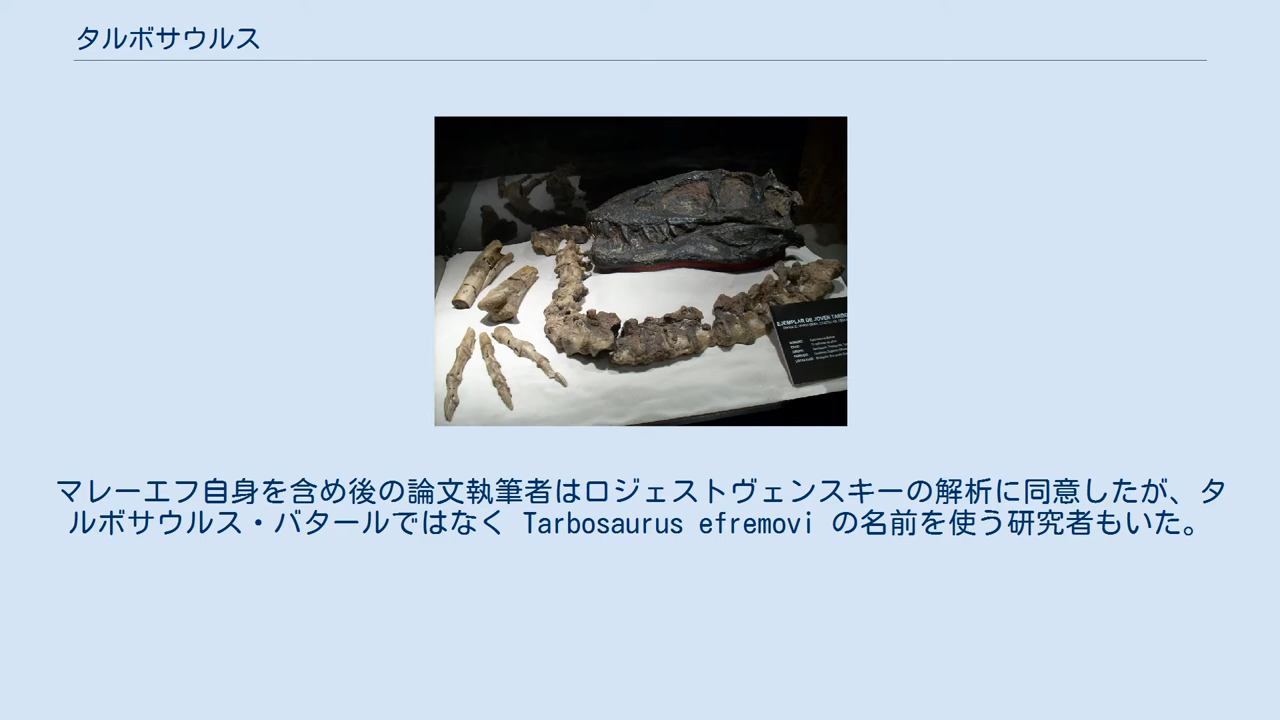 タルボサウルス
EJEMPLAR DE JOVEN TARBO
マレーエフ自身を含め後の論文執筆者はロジェストヴェンスキーの解析に同意したが、タ
ルボサウルス・バタールではなく Tarbosaurus efremovi の名前を使う研究者もいた。